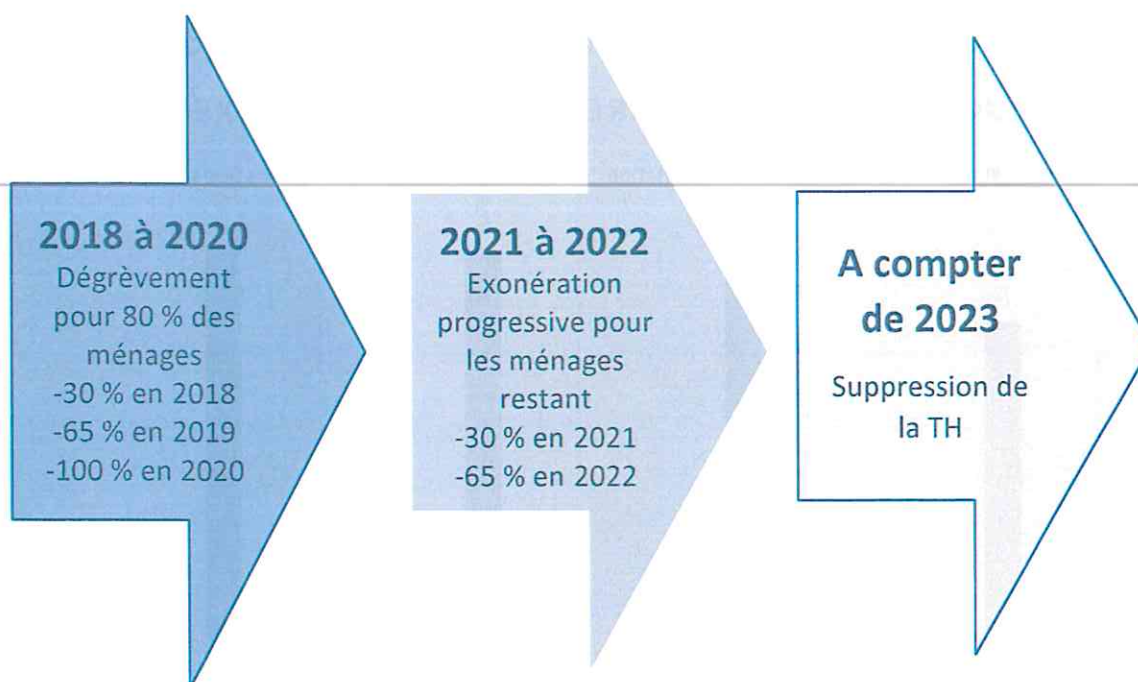 2018 à 2020
Dégrèvement
pour 80 % des
ménages
-30 % en 2018
-65 % en 2019
-100 % en 2020
2021 à 2022
Exonération
progressive pour
les ménages
restant
-30 % en 2021
-65 % en 2022
A compter
de 2023
Suppression de
la TH